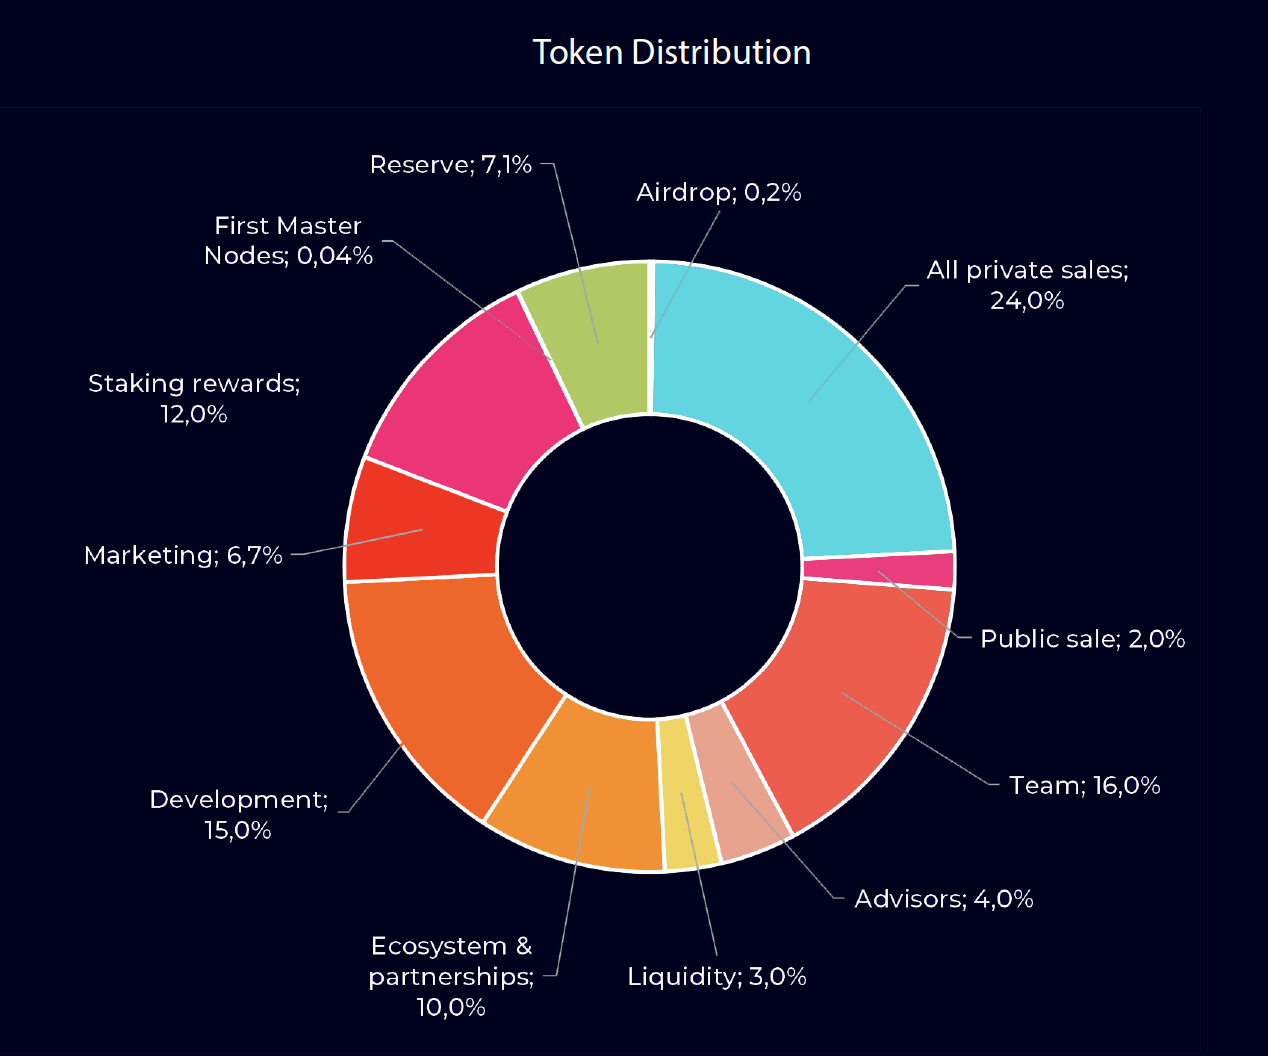 Token Distribution
Reserve; 7,1%
Airdrop; 0,2%
First Master
Nodes; 0,04%
All private sales;
24,0%
Staking rewards;
12,0%
Marketing; 6,7%
Public sale; 2,0%
Team; 16,0%
Development;
15,0%
Advisors; 4,0%
Ecosystem &
partnerships;
10,0%
Liquidity; 3,0%